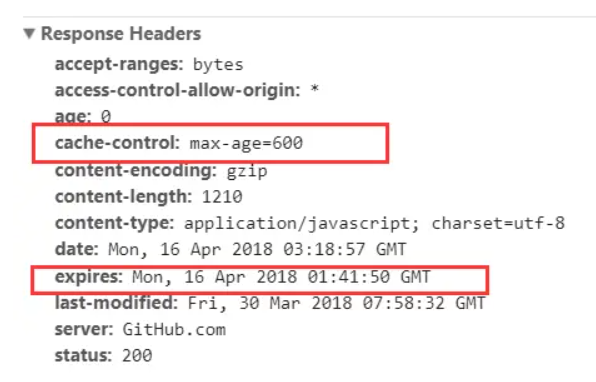 ▼ Response Headers
accept-ranges: bytes
access-control-allow-origin: *
age: 0
cache-control: max-age=600
content-encoding: gzip
content-length: 1210
content-type: application/javascript; charset=utf-8
date: Mon, 16 Apr 2018 03:18:57 GMT
expires: Mon, 16 Apr 2018 01:41:50 GMT
last-modified: Fri, 30 Mar 2018 07:58:32 GMT
server: GitHub.com
status: 200